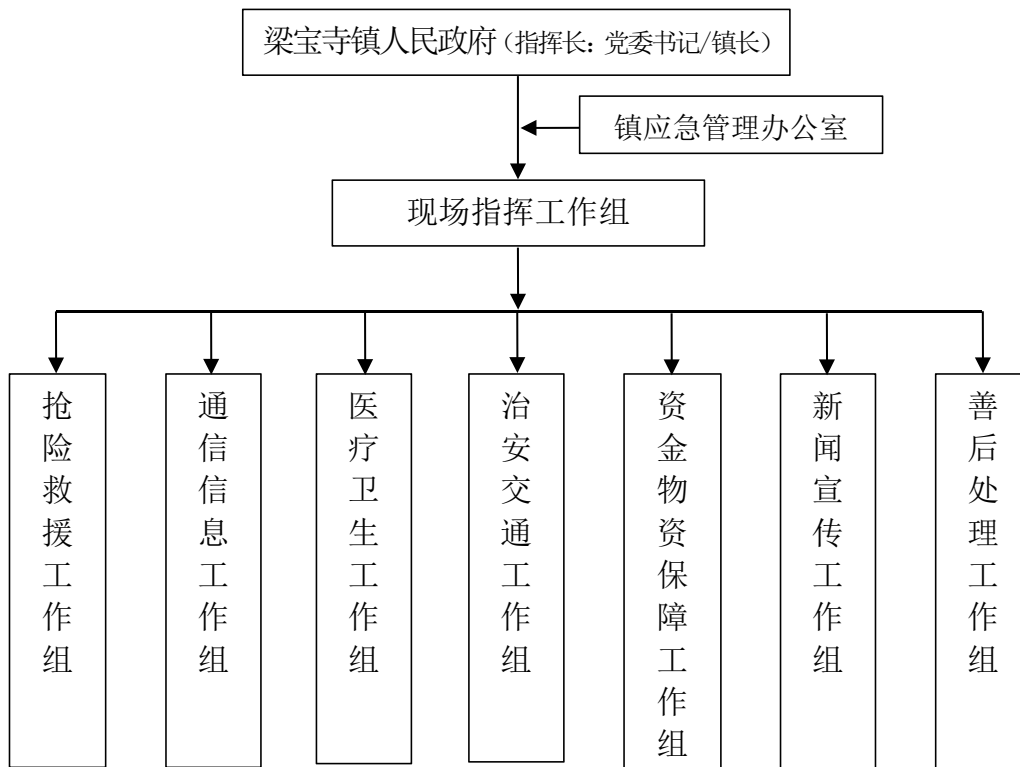 梁宝寺镇人民政府（指挥长：党委书记/镇长）
镇应急管理办公室
现场指挥工作组
抢险救援工作组
通信信息工作组
医疗卫生工作组
治安交通工作组
资金物资保障工作组
新闻宣传工作组
善后处理工作组